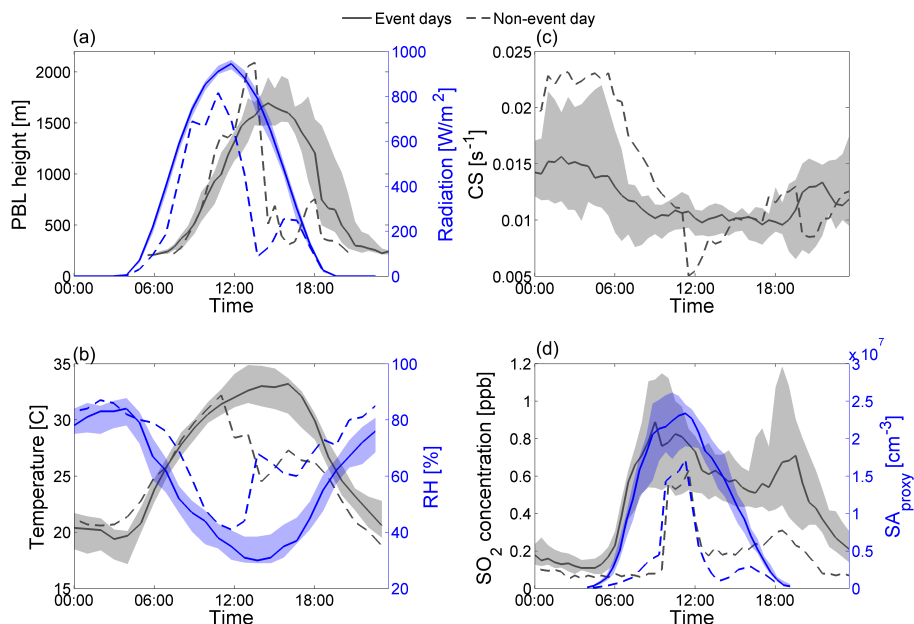 Event days
Non-event day
(a)
2000
1500
1000
500
0
PBL height [m]
1000
800
600
400
200
0
Radiation [W/m²]
00:00 06:00 12:00 18:00
Time
(c)
0.025
0.02
0.015
0.01
0.005
CS [s⁻¹]
00:00 06:00 12:00 18:00
Time
(b)
35
30
25
20
15
Temperature [C]
100
80
60
40
20
RH [%]
00:00 06:00 12:00 18:00
Time
(d)
1.2
1
0.8
0.6
0.4
0.2
0
SO₂ concentration [ppb]
x 10⁷
3
2.5
2
1.5
1
0.5
0
SA_proxy [cm⁻³]
00:00 06:00 12:00 18:00
Time